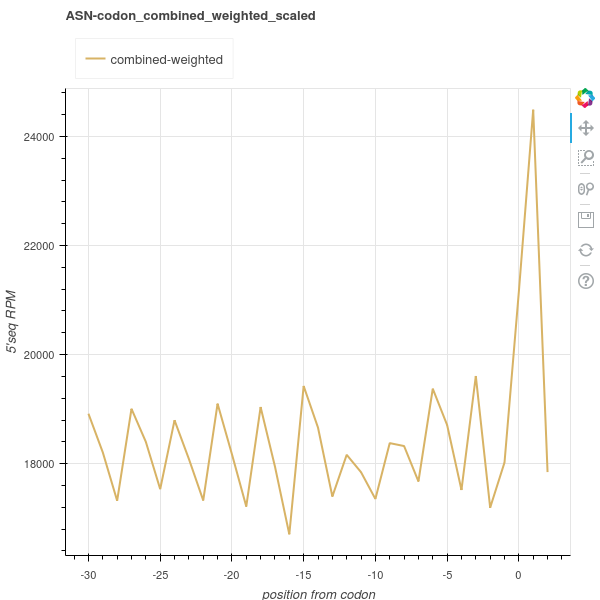 ASN-codon_combined_weighted_scaled
combined-weighted
24000
22000
20000
18000
5'seq RPM
-30 -25 -20 -15 -10 -5 0
position from codon